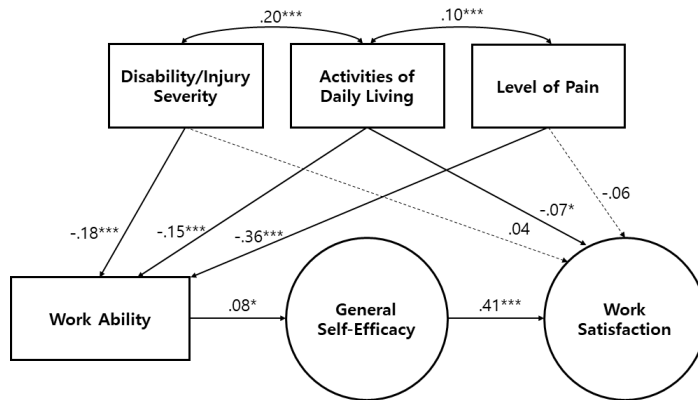 .20***
.10***
Disability/Injury
Severity
Activities of
Daily Living
Level of Pain
-.18***
-.15***
-.36***
.04
-.07*
-.06
Work Ability
.08*
General
Self-Efficacy
.41***
Work
Satisfaction